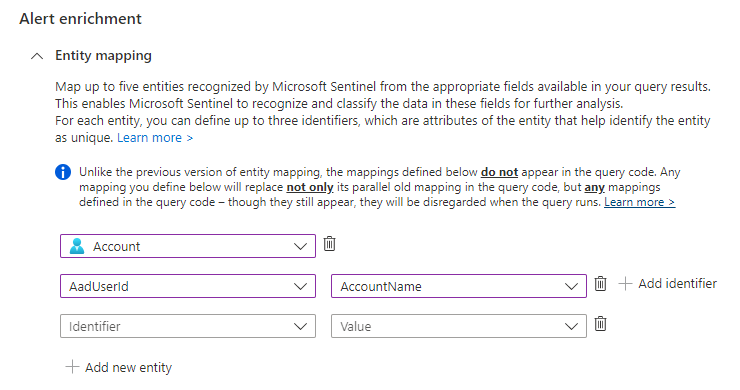 Alert enrichment
Entity mapping
Map up to five entities recognized by Microsoft Sentinel from the appropriate fields available in your query results.
This enables Microsoft Sentinel to recognize and classify the data in these fields for further analysis.
For each entity, you can define up to three identifiers, which are attributes of the entity that help identify the entity
as unique. Learn more >
Unlike the previous version of entity mapping, the mappings defined below do not appear in the query code. Any
mapping you define below will replace not only its parallel old mapping in the query code, but any mappings
defined in the query code – though they still appear, they will be disregarded when the query runs. Learn more >
Account
AadUserId AccountName Add identifier
Identifier Value
Add new entity